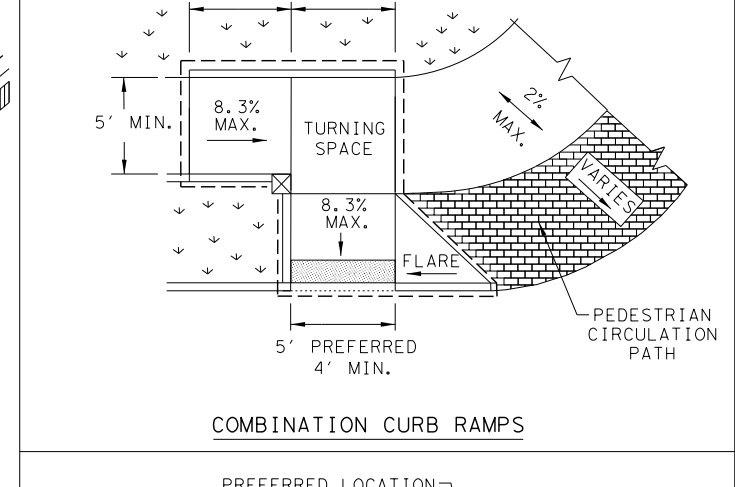 8.3%
MAX.
5' MIN.
TURNING
SPACE
2%
MAX.
VARIES
8.3%
MAX.
FLARE
PEDESTRIAN
CIRCULATION
PATH
5' PREFERRED
4' MIN.
COMBINATION CURB RAMPS
PREFERRED LOCATION